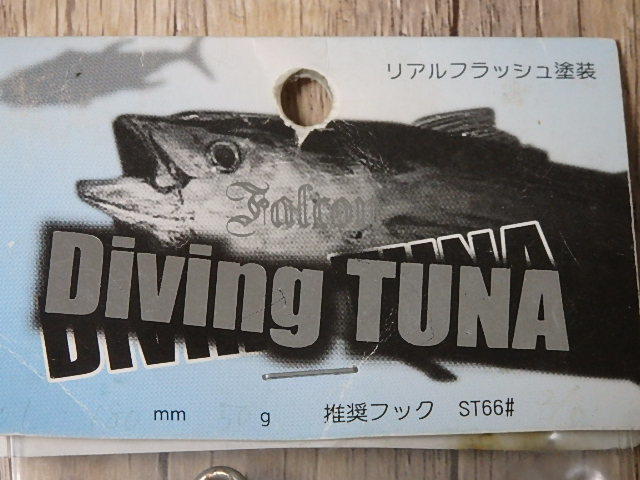 リアルフラッシュ塗装
Falcon
Diving TUNA
mm g 推奨フック ST66#